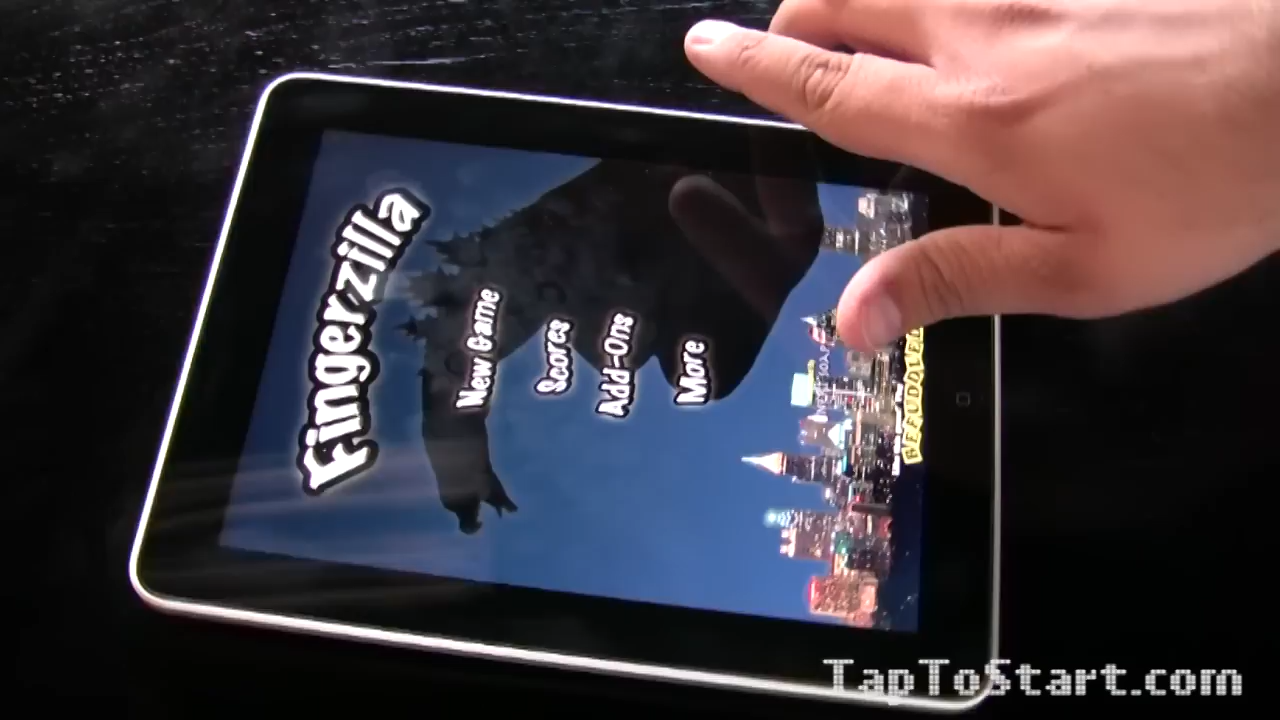 Fingerzilla
New Game
Scores
Add-Ons
More
TapToStart.com